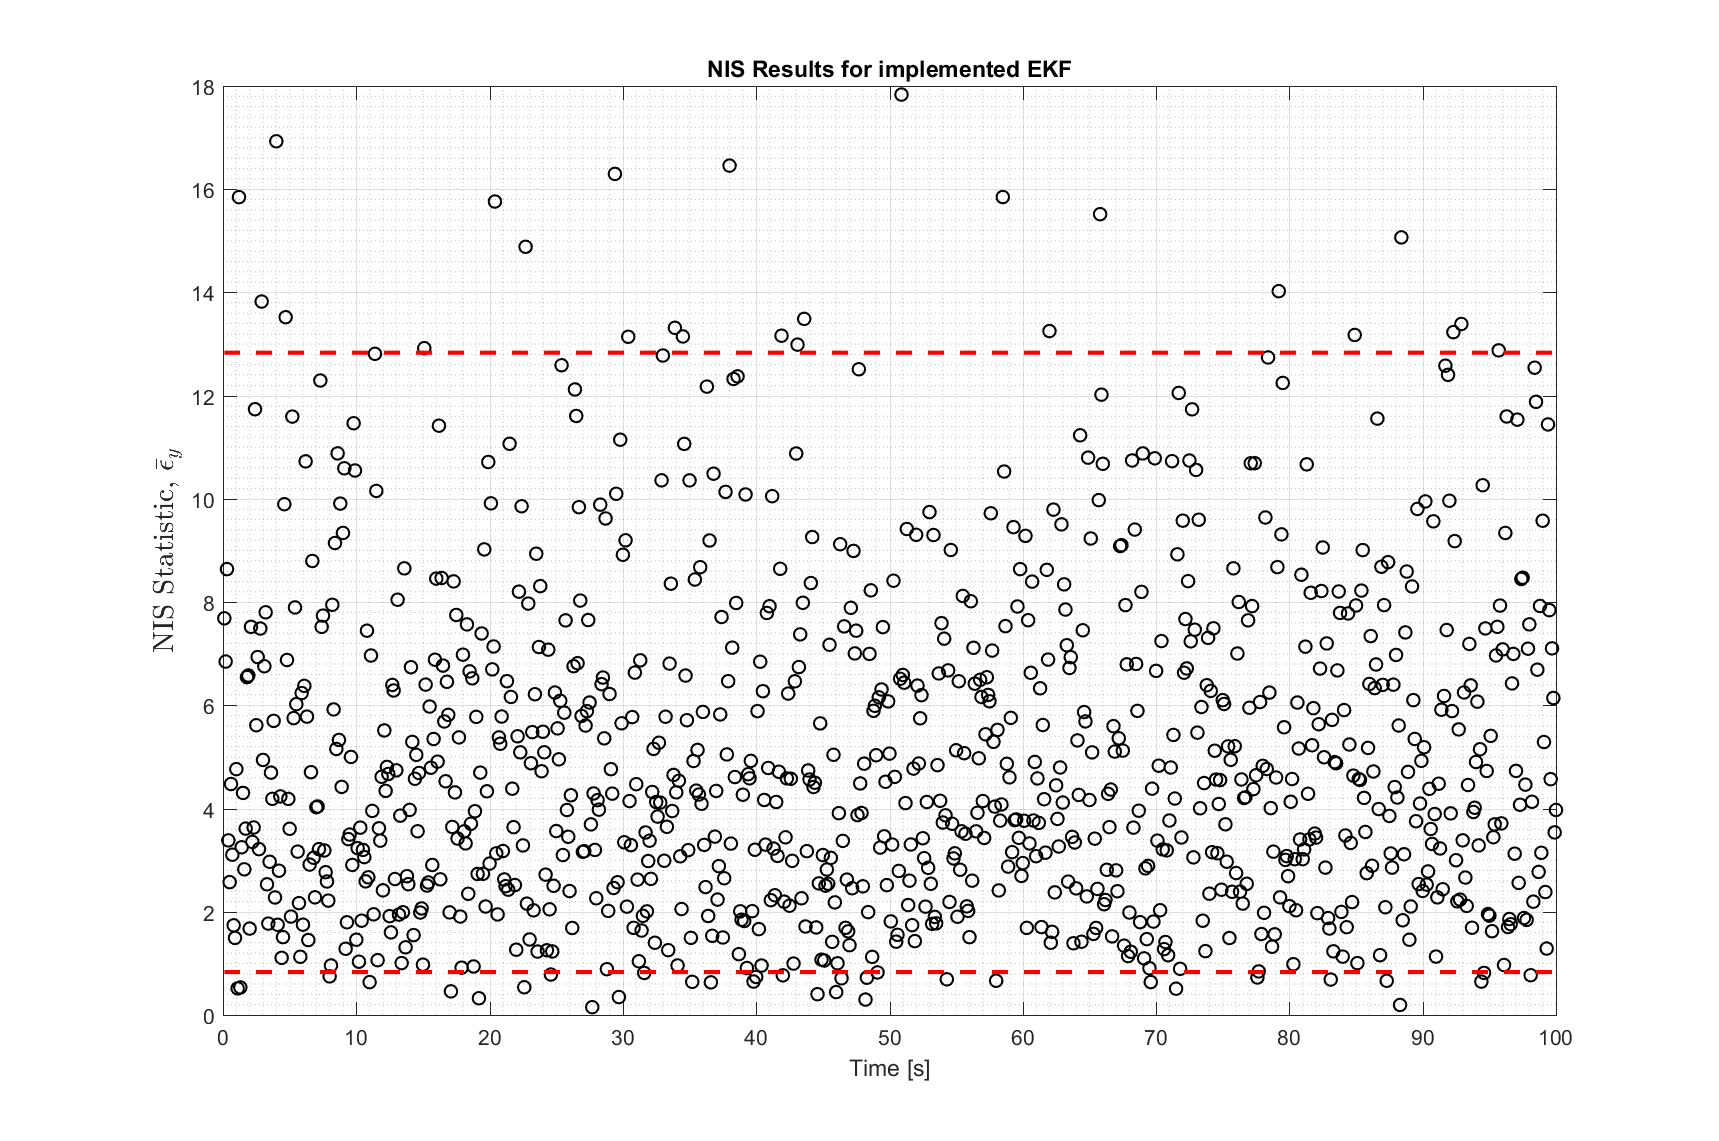 NIS Results for implemented EKF
NIS Statistic, ε̄_y
18
16
14
12
10
8
6
4
2
0
0 10 20 30 40 50 60 70 80 90 100
Time [s]